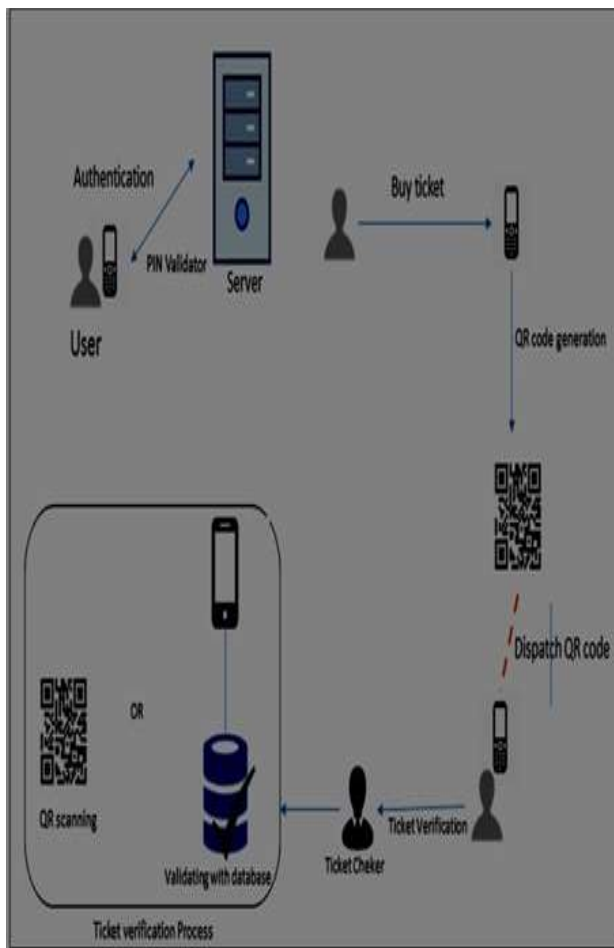 Authentication
PIN Validator
Server
User
Buy ticket
QR code generation
Dispatch QR code
Ticket Verification
Ticket Cheker
OR
QR scanning
Validating with database
Ticket verification Process